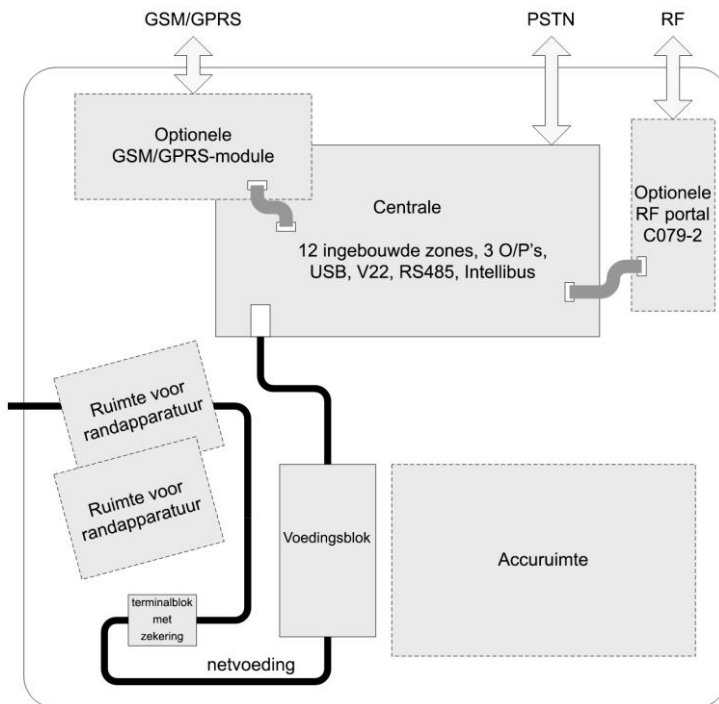 GSM/GPRS
PSTN
RF
Optionele
GSM/GPRS-module
Centrale
12 ingebouwde zones, 3 O/P's,
USB, V22, RS485, Intellibus
Optionele
RF portal
C079-2
Ruimte voor
randapparatuur
Ruimte voor
randapparatuur
Voedingsblok
Accuruimte
terminalblok
met
zekering
netvoeding